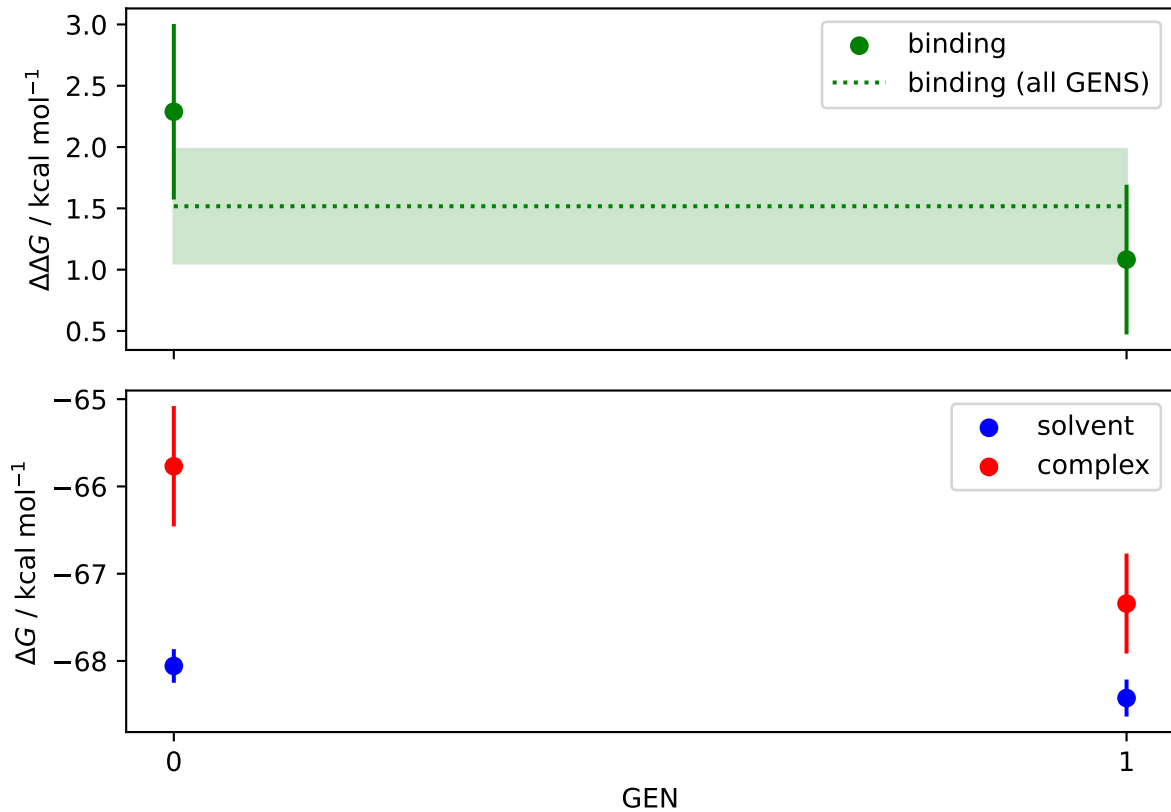 3.0
2.5
2.0
1.5
1.0
0.5
ΔΔG / kcal mol⁻¹
binding
binding (all GENS)
−65
−66
−67
−68
ΔG / kcal mol⁻¹
solvent
complex
0
1
GEN